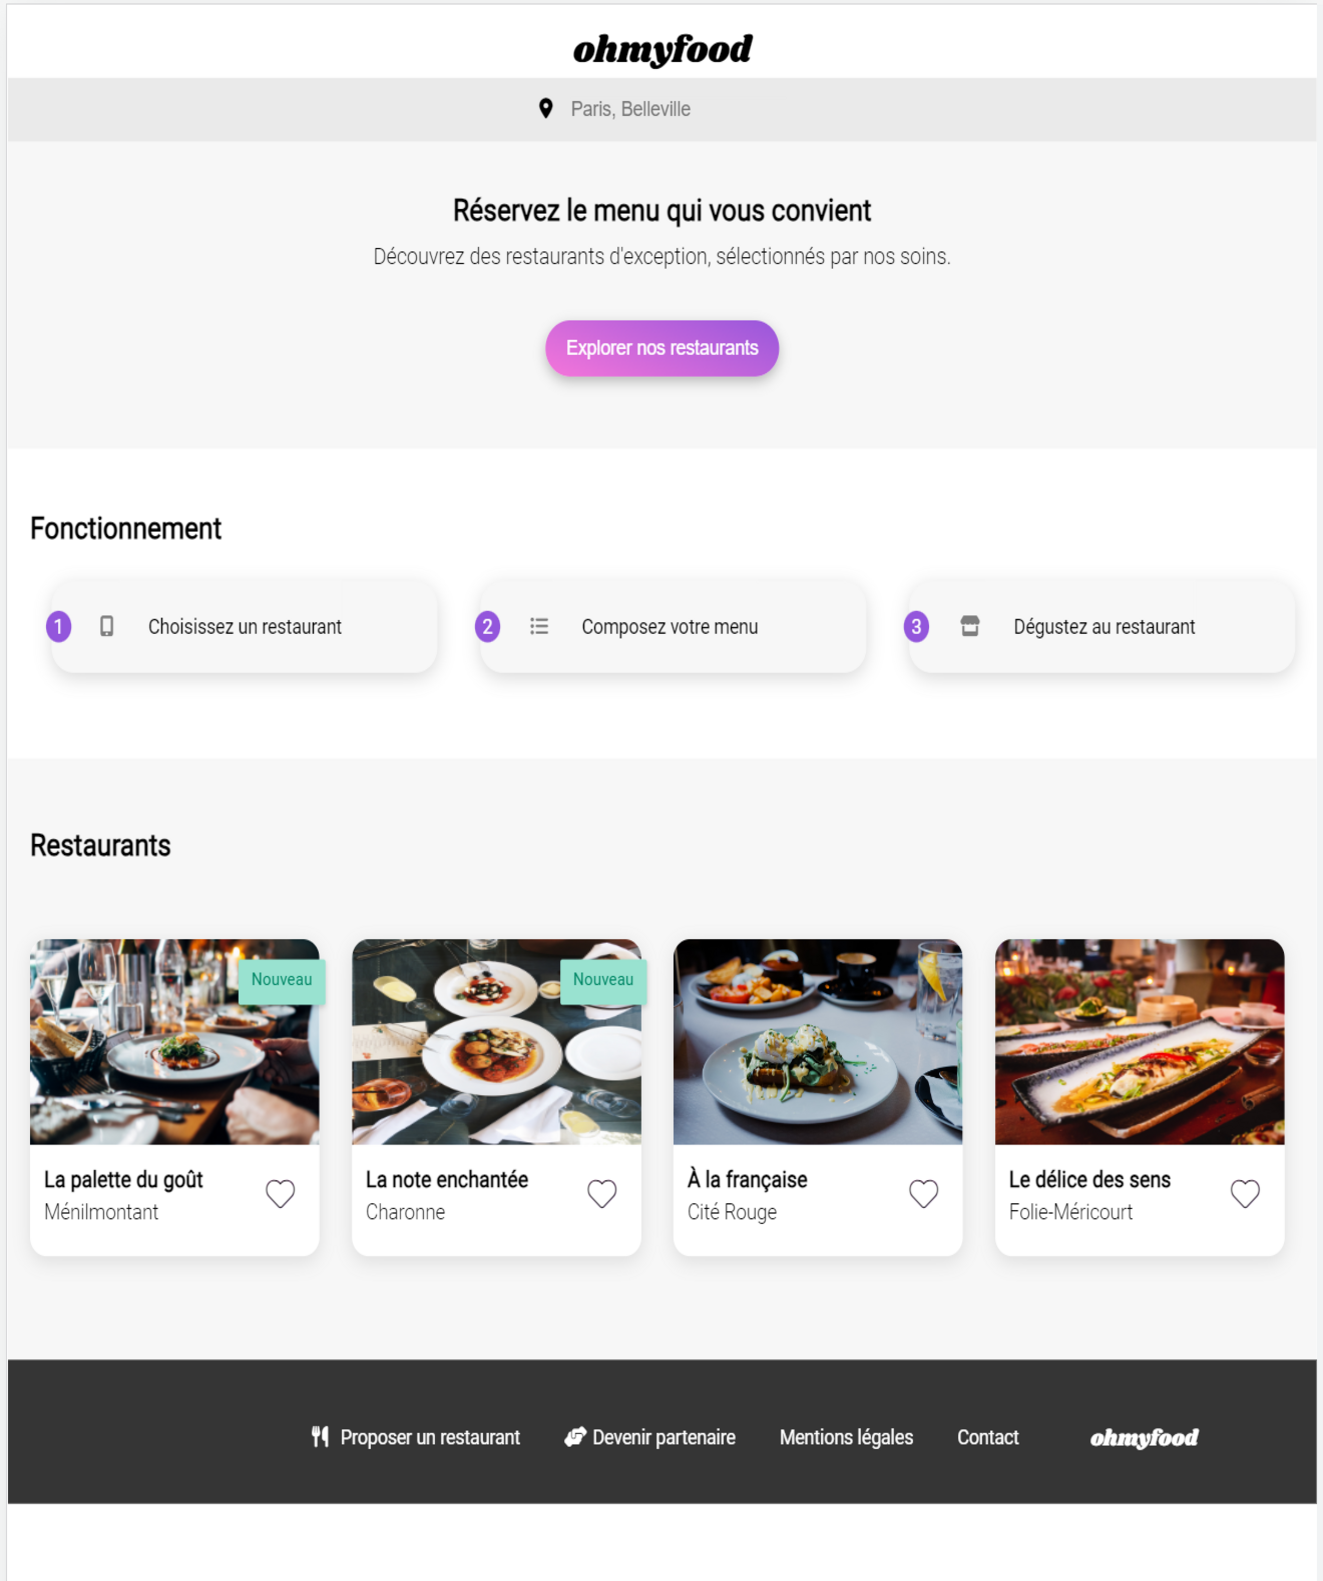 ohmyfood
Paris, Belleville
Réservez le menu qui vous convient
Découvrez des restaurants d'exception, sélectionnés par nos soins.
Explorer nos restaurants
Fonctionnement
1 Choisissez un restaurant
2 Composez votre menu
3 Dégustez au restaurant
Restaurants
Nouveau
La palette du goût
Ménilmontant
Nouveau
La note enchantée
Charonne
À la française
Cité Rouge
Le délice des sens
Folie-Méricourt
Proposer un restaurant Devenir partenaire Mentions légales Contact ohmyfood